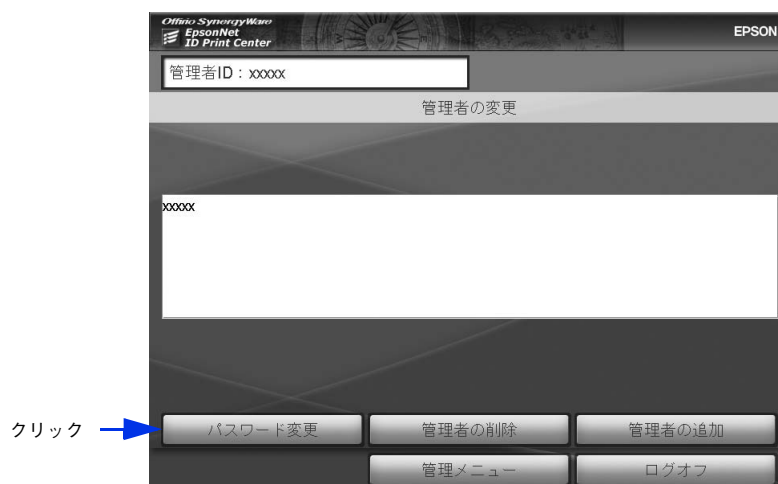 Offirio SynergyWare
EpsonNet
ID Print Center
EPSON
管理者ID：xxxxx
管理者の変更
xxxxx
クリック
パスワード変更 管理者の削除 管理者の追加
管理メニュー ログオフ